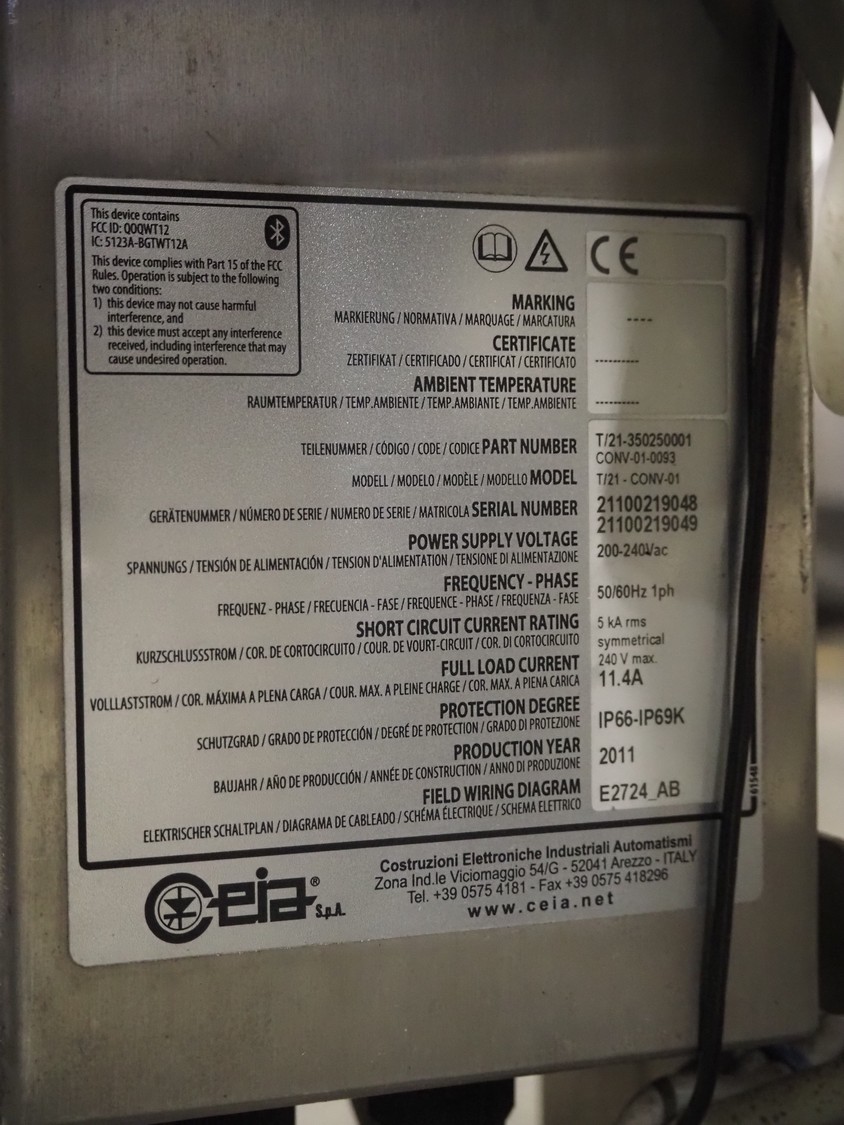 This device contains
FCC ID: QOQWT12
IC: 5123A-BGTWT12A
This device complies with Part 15 of the FCC
Rules. Operation is subject to the following
two conditions:
1) this device may not cause harmful
interference, and
2) this device must accept any interference
received, including interference that may
cause undesired operation.
CE
MARKING
MARKIERUNG / NORMATIVA / MARQUAGE / MARCATURA
----
CERTIFICATE
ZERTIFIKAT / CERTIFICADO / CERTIFICAT / CERTIFICATO
----------
AMBIENT TEMPERATURE
RAUMTEMPERATUR / TEMP.AMBIENTE / TEMP.AMBIANTE / TEMP.AMBIENTE
----------
TEILENUMMER / CÓDIGO / CODE / CODICE PART NUMBER T/21-350250001
CONV-01-0093
MODELL / MODELO / MODÈLE / MODELLO MODEL T/21 - CONV-01
GERÄTENUMMER / NÚMERO DE SERIE / NUMERO DE SERIE / MATRICOLA SERIAL NUMBER 21100219048
21100219049
POWER SUPPLY VOLTAGE
SPANNUNGS / TENSIÓN DE ALIMENTACIÓN / TENSION D'ALIMENTATION / TENSIONE DI ALIMENTAZIONE
200-240Vac
FREQUENCY - PHASE
FREQUENZ - PHASE / FRECUENCIA - FASE / FREQUENCE - PHASE / FREQUENZA - FASE
50/60Hz 1ph
SHORT CIRCUIT CURRENT RATING
KURZSCHLUSSSTROM / COR. DE CORTOCIRCUITO / COUR. DE VOURT-CIRCUIT / COR. DI CORTOCIRCUITO
5 kA rms
symmetrical
240 V max.
FULL LOAD CURRENT
VOLLLASTSTROM / COR. MÁXIMA A PLENA CARGA / COUR. MAX. A PLEINE CHARGE / COR. MAX. A PIENA CARICA
11.4A
PROTECTION DEGREE
SCHUTZGRAD / GRADO DE PROTECCIÓN / DEGRÉ DE PROTECTION / GRADO DI PROTEZIONE
IP66-IP69K
PRODUCTION YEAR
BAUJAHR / AÑO DE PRODUCCIÓN / ANNÉE DE CONSTRUCTION / ANNO DI PRODUZIONE
2011
FIELD WIRING DIAGRAM
ELEKTRISCHER SCHALTPLAN / DIAGRAMA DE CABLEADO / SCHÉMA ÉLECTRIQUE / SCHEMA ELETTRICO
E2724_AB
61548
Ceia® S.p.A.
Costruzioni Elettroniche Industriali Automatismi
Zona Ind.le Viciomaggio 54/G - 52041 Arezzo - ITALY
Tel. +39 0575 4181 - Fax +39 0575 418296
www.ceia.net